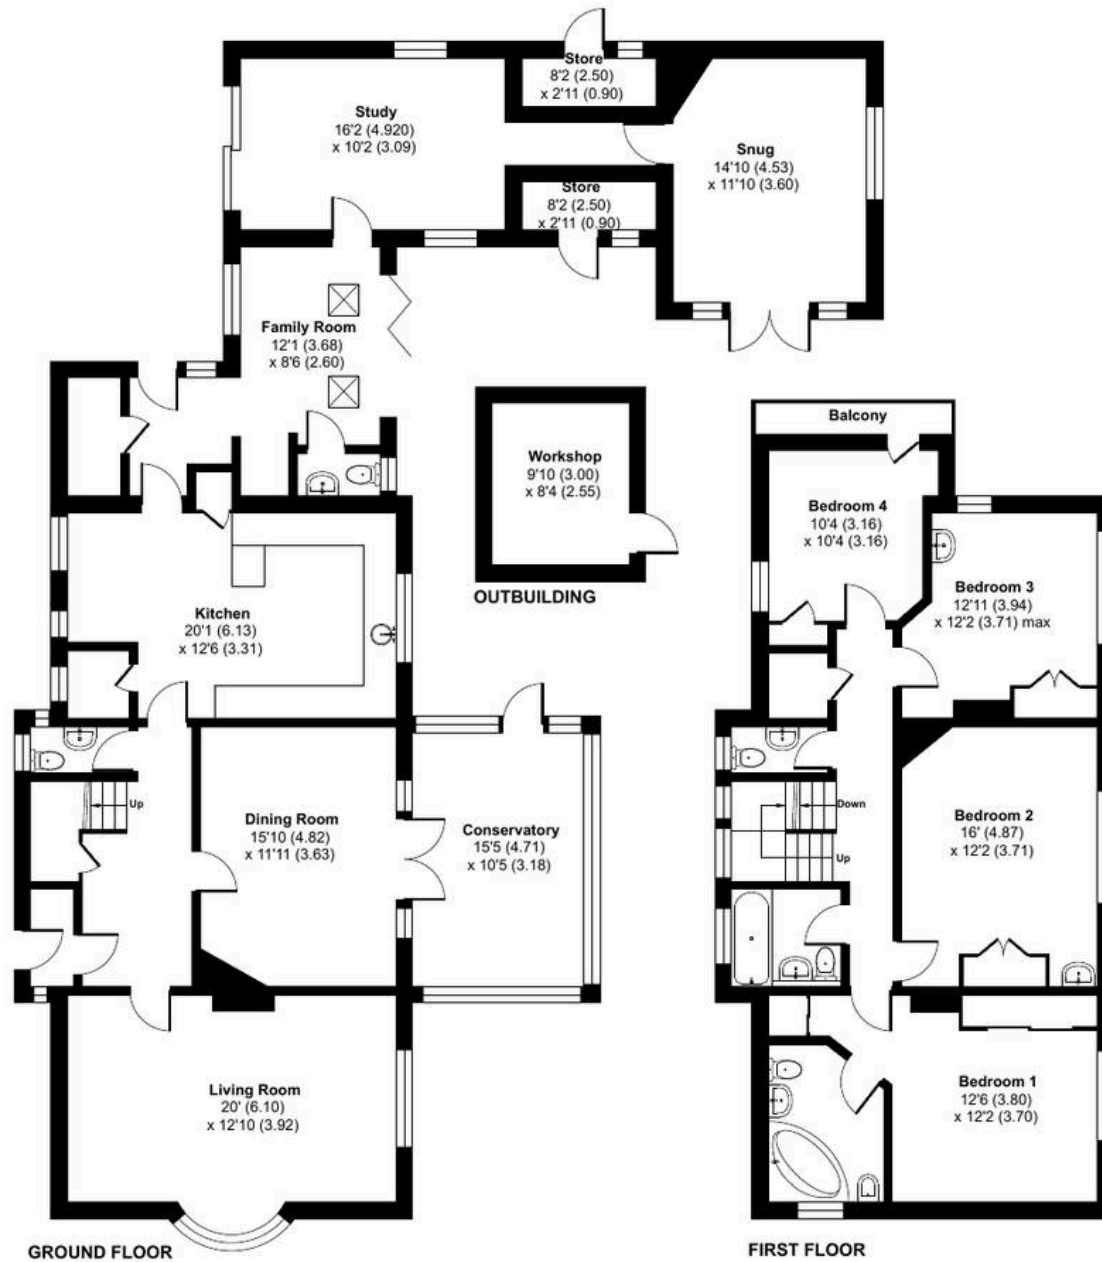 Store
8'2 (2.50)
x 2'11 (0.90)
Study
16'2 (4.920)
x 10'2 (3.09)
Snug
14'10 (4.53)
x 11'10 (3.60)
Store
8'2 (2.50)
x 2'11 (0.90)
Family Room
12'1 (3.68)
x 8'6 (2.60)
Workshop
9'10 (3.00)
x 8'4 (2.55)
OUTBUILDING
Kitchen
20'1 (6.13)
x 12'6 (3.31)
Up
Dining Room
15'10 (4.82)
x 11'11 (3.63)
Conservatory
15'5 (4.71)
x 10'5 (3.18)
Living Room
20' (6.10)
x 12'10 (3.92)
GROUND FLOOR
Balcony
Bedroom 4
10'4 (3.16)
x 10'4 (3.16)
Bedroom 3
12'11 (3.94)
x 12'2 (3.71) max
Down
Up
Bedroom 2
16' (4.87)
x 12'2 (3.71)
Bedroom 1
12'6 (3.80)
x 12'2 (3.70)
FIRST FLOOR